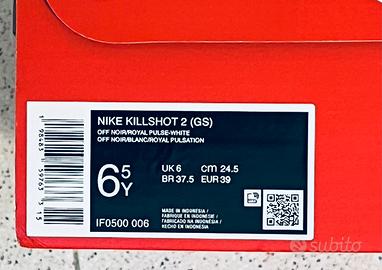 NIKE KILLSHOT 2 (GS)
OFF NOIR/ROYAL PULSE-WHITE
OFF NOIR/BLANC/ROYAL PULSATION
6.5Y
UK 6 CM 24.5
BR 37.5 EUR 39
IF0500 006
MADE IN INDONESIA /
FABRIQUE EN INDONESIE /
FABRICADO NA INDONESIA /
HECHO EN INDONESIA
subito